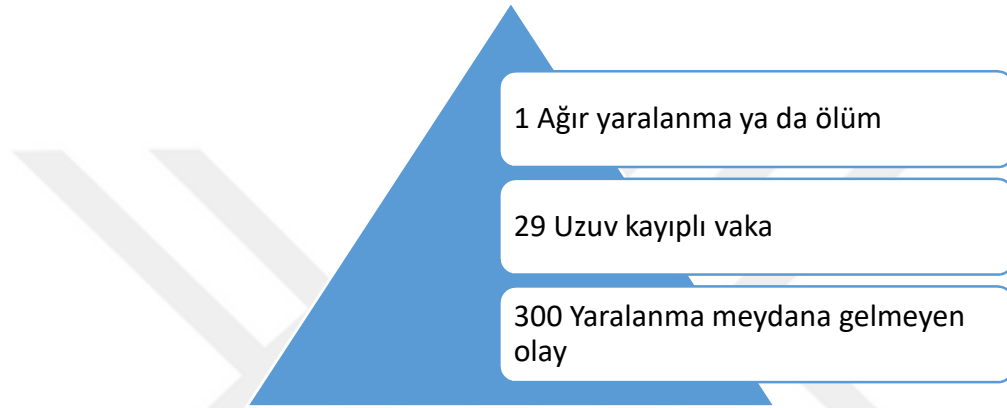 1 Ağır yaralanma ya da ölüm
29 Uzuv kayıplı vaka
300 Yaralanma meydana gelmeyen
olay